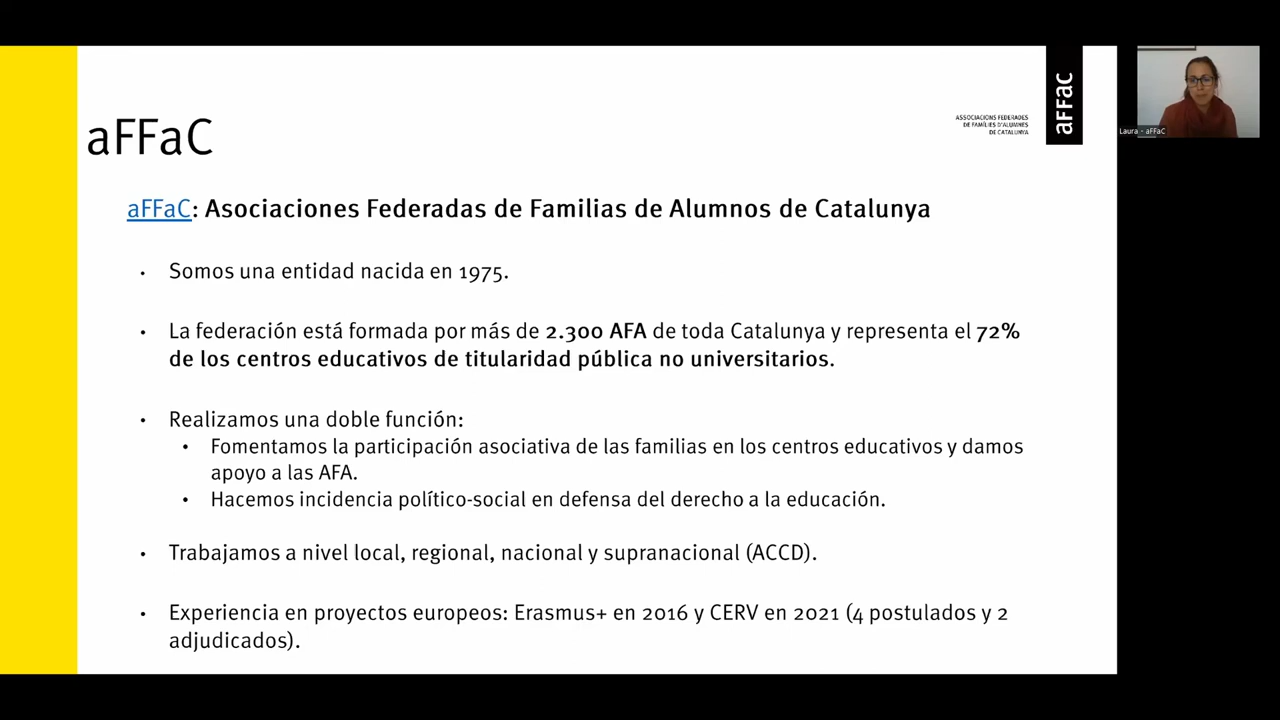 aFFaC
ASSOCIACIONS FEDERADES
DE FAMÍLIES D'ALUMNES
DE CATALUNYA
aFFaC
Laura - aFFaC
aFFaC: Asociaciones Federadas de Familias de Alumnos de Catalunya
• Somos una entidad nacida en 1975.
• La federación está formada por más de 2.300 AFA de toda Catalunya y representa el 72%
de los centros educativos de titularidad pública no universitarios.
• Realizamos una doble función:
• Fomentamos la participación asociativa de las familias en los centros educativos y damos
apoyo a las AFA.
• Hacemos incidencia político-social en defensa del derecho a la educación.
• Trabajamos a nivel local, regional, nacional y supranacional (ACCD).
• Experiencia en proyectos europeos: Erasmus+ en 2016 y CERV en 2021 (4 postulados y 2
adjudicados).